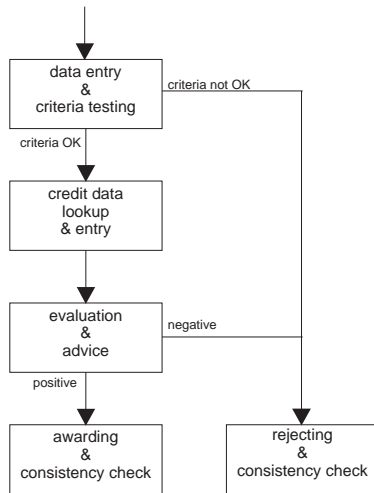 data entry
&
criteria testing
criteria not OK
criteria OK
credit data
lookup
& entry
evaluation
&
advice
negative
positive
awarding
&
consistency check
rejecting
&
consistency check